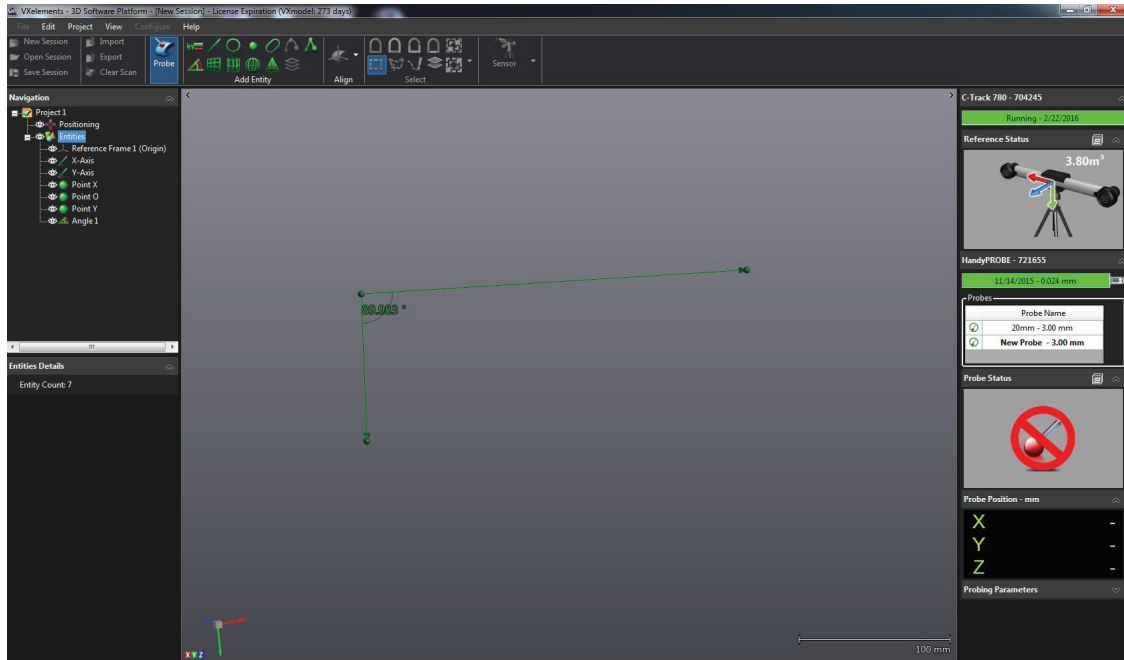 VXelements - 3D Software Platform - [New Session] - License Expiration (VXmodel: 273 days)
File Edit Project View Configure Help
New Session Import
Open Session Export
Save Session Clear Scan
Probe
Add Entity
Align
Select
Sensor
Navigation
Project 1
Positioning
Entities
Reference Frame 1 (Origin)
X-Axis
Y-Axis
Point X
Point O
Point Y
Angle 1
Entities Details
Entity Count: 7
89.983 °
X Y Z
100 mm
C-Track 780 - 704245
Running - 2/22/2016
Reference Status
3.80m³
HandyPROBE - 721655
11/14/2015 - 0.024 mm
Probes
Probe Name
20mm - 3.00 mm
New Probe - 3.00 mm
Probe Status
Probe Position - mm
X -
Y -
Z -
Probing Parameters